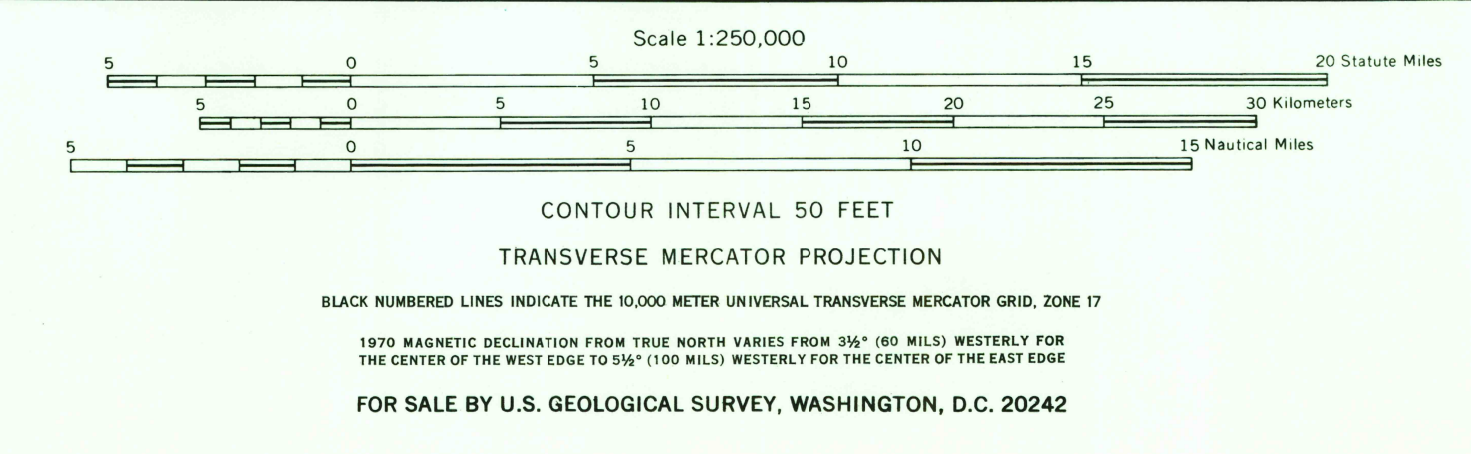 Scale 1:250,000
5 0 5 10 15 20 Statute Miles
5 0 5 10 15 20 25 30 Kilometers
5 0 5 10 15 Nautical Miles
CONTOUR INTERVAL 50 FEET
TRANSVERSE MERCATOR PROJECTION
BLACK NUMBERED LINES INDICATE THE 10,000 METER UNIVERSAL TRANSVERSE MERCATOR GRID, ZONE 17
1970 MAGNETIC DECLINATION FROM TRUE NORTH VARIES FROM 3½° (60 MILS) WESTERLY FOR
THE CENTER OF THE WEST EDGE TO 5½° (100 MILS) WESTERLY FOR THE CENTER OF THE EAST EDGE
FOR SALE BY U.S. GEOLOGICAL SURVEY, WASHINGTON, D.C. 20242